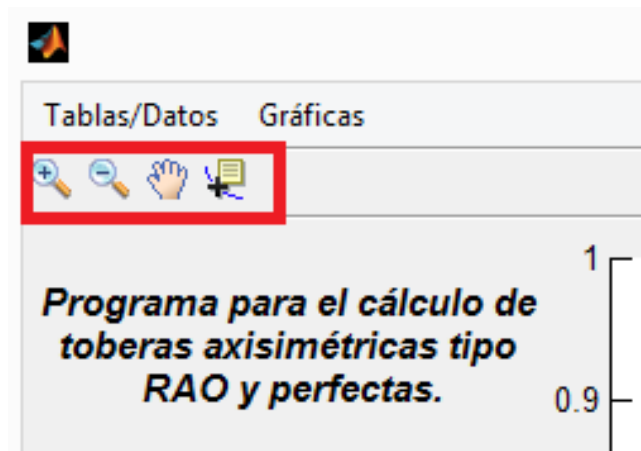 Tablas/Datos Gráficas
1
Programa para el cálculo de
toberas axisimétricas tipo
RAO y perfectas.
0.9